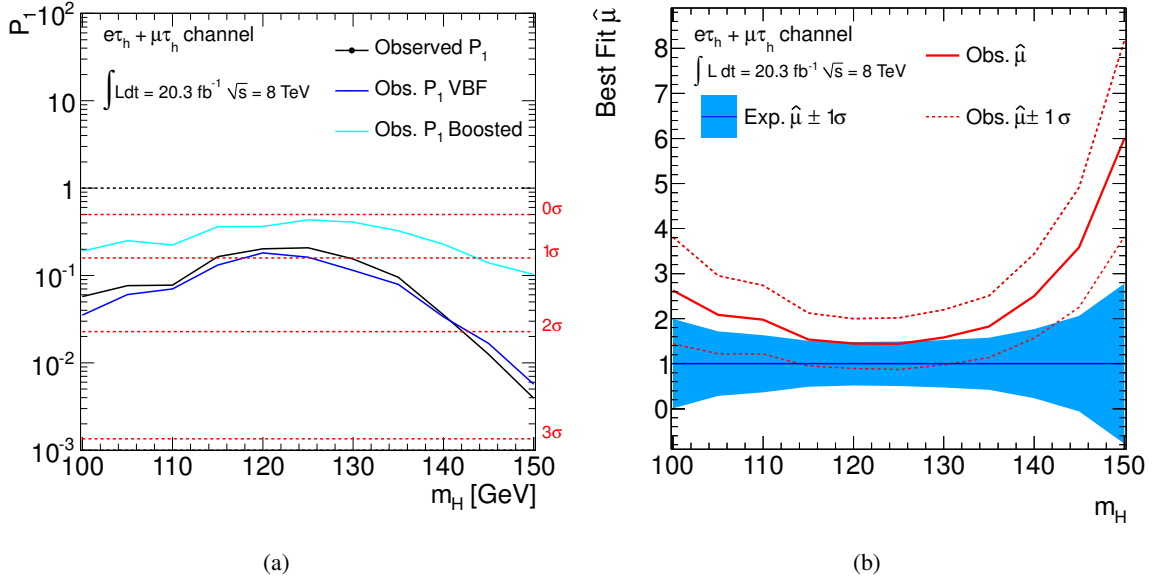 P₁
10²
10
1
10⁻¹
10⁻²
10⁻³
eτₕ + μτₕ channel
∫ Ldt = 20.3 fb⁻¹ √s = 8 TeV
Observed P₁
Obs. P₁ VBF
Obs. P₁ Boosted
0σ
1σ
2σ
3σ
100 110 120 130 140 150
m_H [GeV]
(a)
Best Fit μ̂
8
7
6
5
4
3
2
1
0
eτₕ + μτₕ channel
∫ L dt = 20.3 fb⁻¹ √s = 8 TeV
Obs. μ̂
Exp. μ̂ ± 1σ
Obs. μ̂ ± 1 σ
100 110 120 130 140 150
m_H
(b)